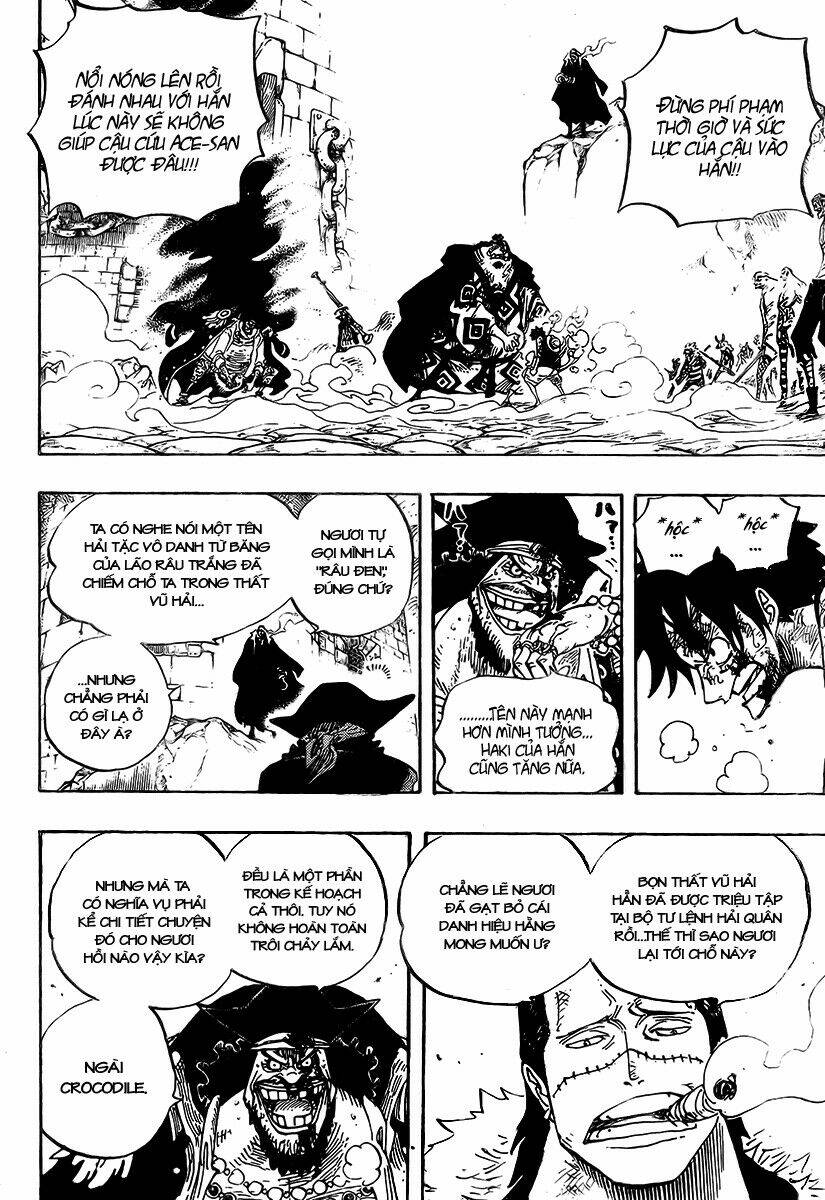 ĐỪNG PHÍ PHẠM
THỜI GIỜ VÀ SỨC
LỰC CỦA CẬU VÀO
HẮN!!
NỔI NÓNG LÊN RỒI
ĐÁNH NHAU VỚI HẮN
LÚC NÀY SẼ KHÔNG
GIÚP CẬU CỨU ACE-SAN
ĐƯỢC ĐÂU!!!
*HỘC*
...
*HỘC*
...
.........TÊN NÀY MẠNH
HƠN MÌNH TƯỞNG...
HAKI CỦA HẮN
CŨNG TĂNG NỮA.
NGƯƠI TỰ
GỌI MÌNH LÁ
"RÂU ĐEN,"
ĐÚNG CHỨ?
TA CÓ NGHE NÓI MỘT TÊN
HẢI TẶC VÔ DANH TỪ BĂNG
CỦA LÃO RÂU TRẮNG ĐÃ
CHIẾM CHỖ TA TRONG THẤT
VŨ HẢI...
...NHƯNG
CHẲNG PHẢI
CÓ GÌ LẠ Ở
ĐÂY À?
BỌN THẤT VŨ HẢI
HẲN ĐÃ ĐƯỢC TRIỆU TẬP
TẠI BỘ TƯ LỆNH HẢI QUÂN
RỒI...THẾ THÌ SAO NGƯƠI
LẠI TỚI CHỖ NÀY?
CHẲNG LẼ NGƯƠI
ĐÃ GẠT BỎ CÁI
DANH HIỆU HẰNG
MONG MUỐN Ư?
ĐỀU LÁ MỘT PHẦN
TRONG KẾ HOẠCH
CẢ THÔI. TUY NÓ
KHÔNG HOÀN TOÀN
TRÔI CHẢY LẮM.
NHƯNG MÀ TA
CÓ NGHĨA VỤ PHẢI
KỂ CHI TIẾT CHUYỆN
ĐÓ CHO NGƯƠI
HỒI NÀO VẬY KÌA?
NGÀI
CROCODILE.